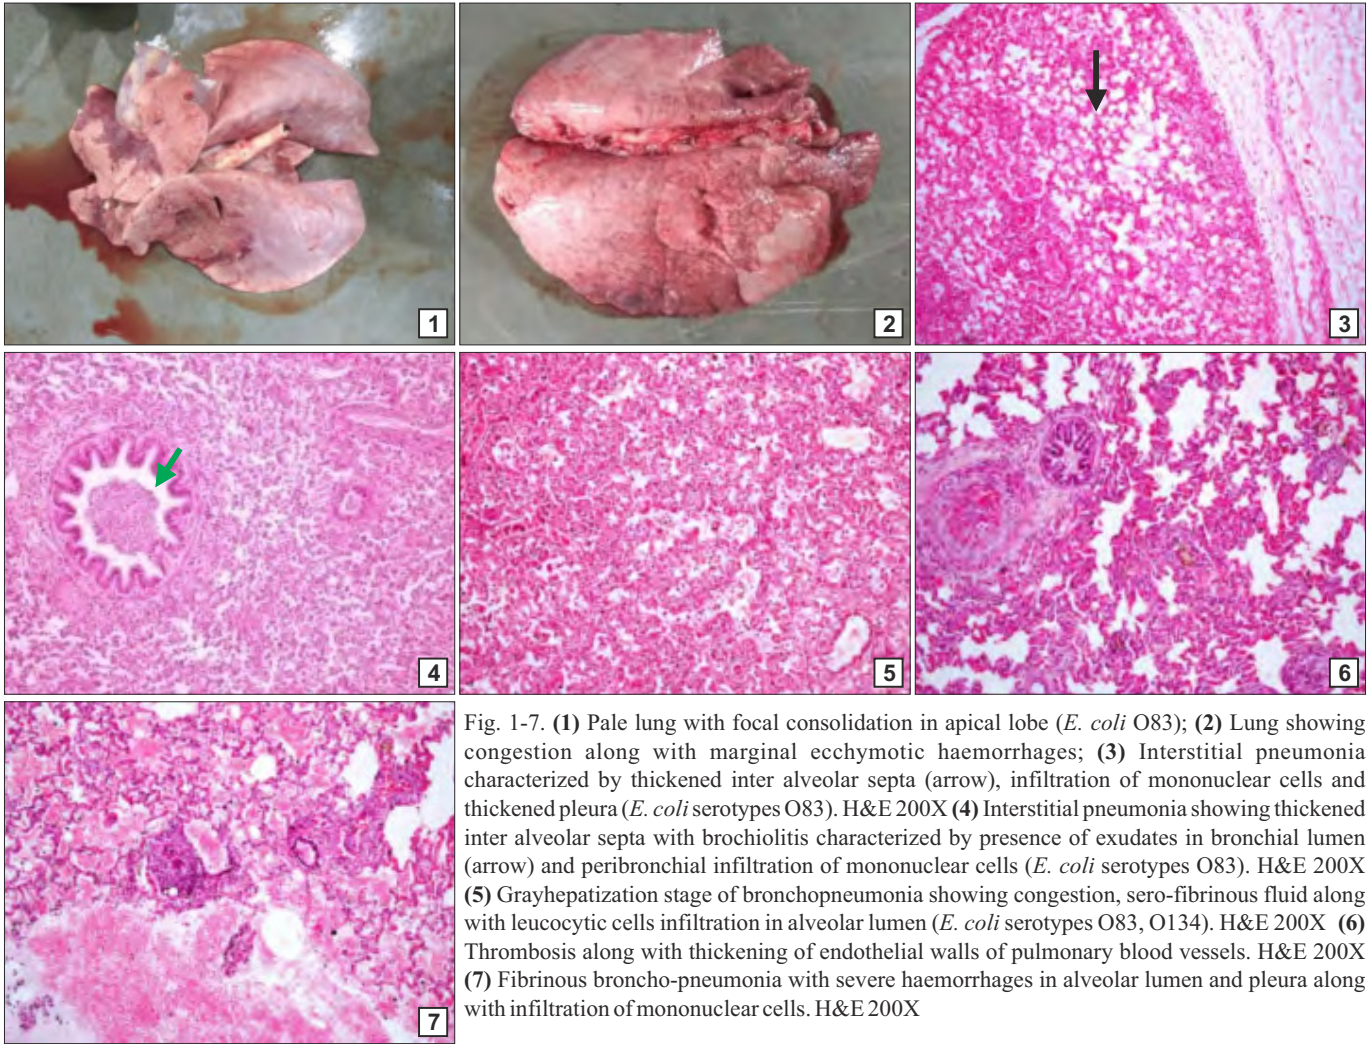 1
2
3
4
5
6
7
Fig. 1-7. (1) Pale lung with focal consolidation in apical lobe (E. coli O83); (2) Lung showing
congestion along with marginal ecchymotic haemorrhages; (3) Interstitial pneumonia
characterized by thickened inter alveolar septa (arrow), infiltration of mononuclear cells and
thickened pleura (E. coli serotypes O83). H&E 200X (4) Interstitial pneumonia showing thickened
inter alveolar septa with brochiolitis characterized by presence of exudates in bronchial lumen
(arrow) and peribronchial infiltration of mononuclear cells (E. coli serotypes O83). H&E 200X
(5) Grayhepatization stage of bronchopneumonia showing congestion, sero-fibrinous fluid along
with leucocytic cells infiltration in alveolar lumen (E. coli serotypes O83, O134). H&E 200X (6)
Thrombosis along with thickening of endothelial walls of pulmonary blood vessels. H&E 200X
(7) Fibrinous broncho-pneumonia with severe haemorrhages in alveolar lumen and pleura along
with infiltration of mononuclear cells. H&E 200X